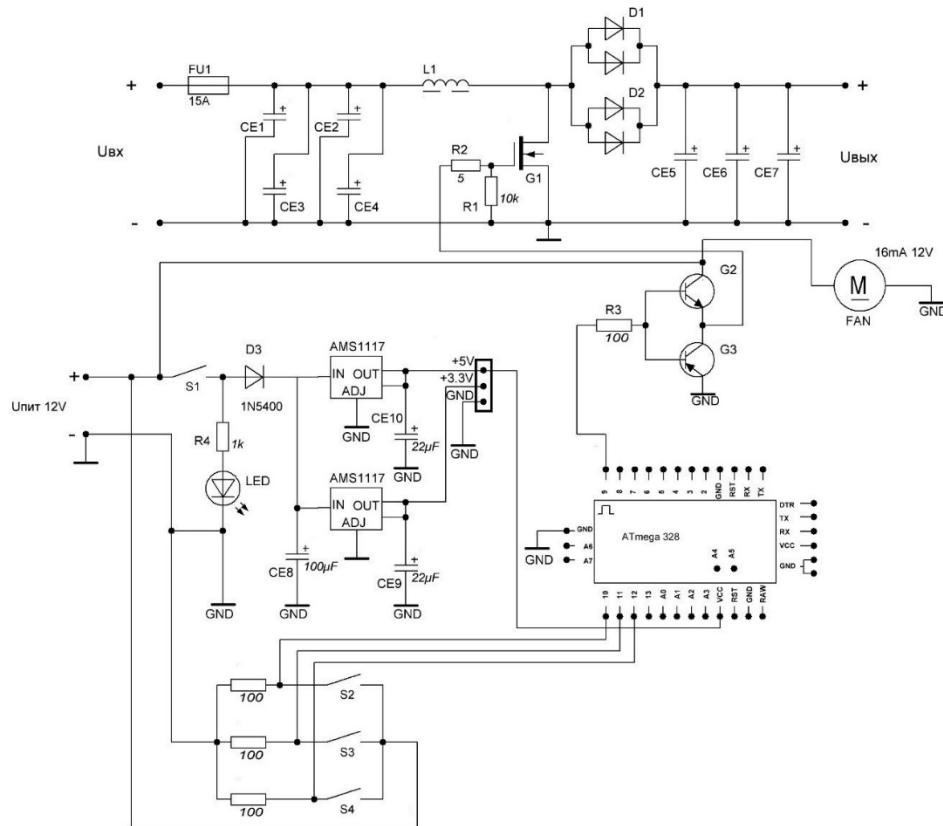 D1
FU1
L1
+
+
15A
CE1
+
CE2
+
D2
Uвх
R2
5
G1
+
+
+
Uвых
CE5
CE6
CE7
+
+
CE3
CE4
R1
10k
-
-
G2
16mA 12V
M
FAN
GND
R3
100
G3
GND
D3
AMS1117
+5V
+
S1
IN OUT
+3.3V
Uпит 12V
1N5400
ADJ
GND
CE10
+
GND
22µF
GND
GND
-
R4
1k
LED
AMS1117
IN OUT
ADJ
+
CE8
100µF
GND
+
CE9
22µF
GND
GND
GND
9
8
7
6
5
4
3
2
GND
RST
RX
TX
GND
A6
A7
GND
ATmega 328
A4
A5
DTR
TX
RX
VCC
GND
10
11
12
13
A0
A1
A2
A3
VCC
RST
GND
RAW
100
S2
100
S3
100
S4